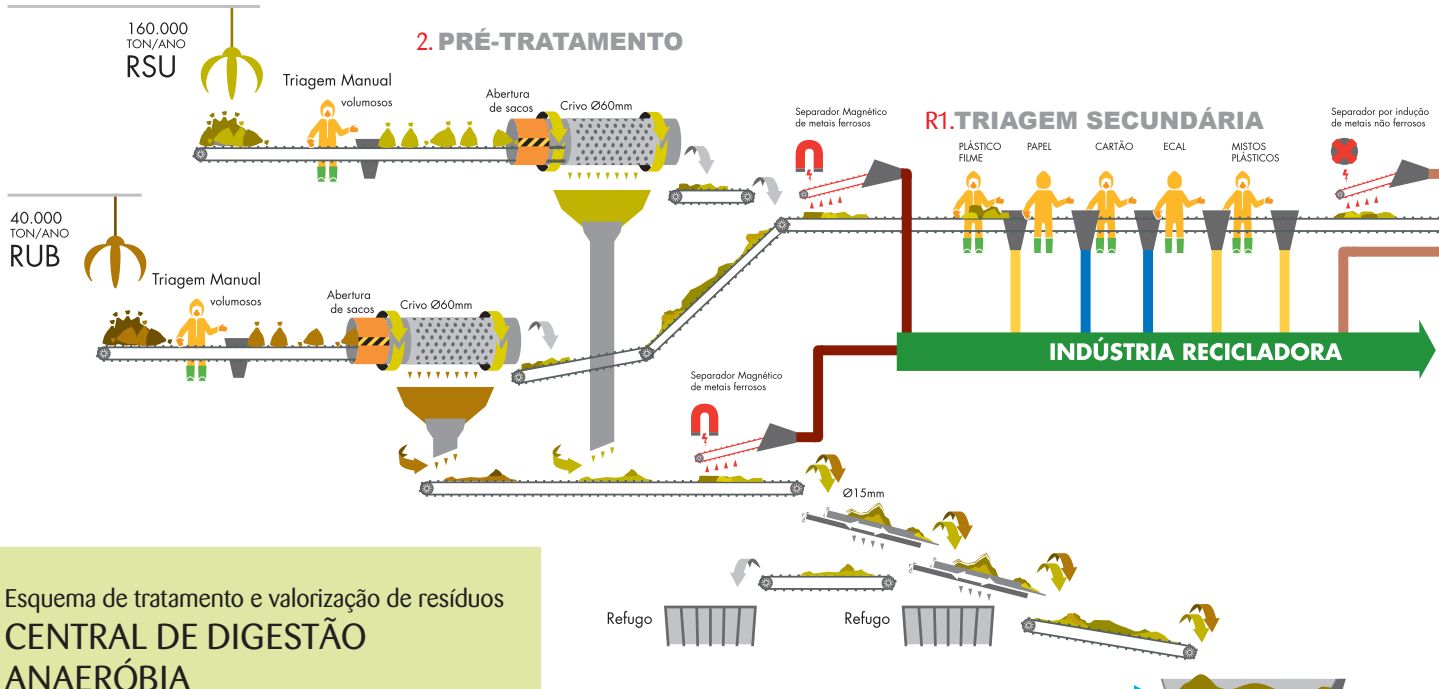 160.000
TON/ANO
RSU
2. PRÉ-TRATAMENTO
Triagem Manual
volumosos
Abertura
de sacos
Crivo Ø60mm
Separador Magnético
de metais ferrosos
R1.TRIAGEM SECUNDÁRIA
PLÁSTICO
FILME
PAPEL
CARTÃO
ECAL
MISTOS
PLÁSTICOS
Separador por indução
de metais não ferrosos
40.000
TON/ANO
RUB
Triagem Manual
volumosos
Abertura
de sacos
Crivo Ø60mm
INDÚSTRIA RECICLADORA
Separador Magnético
de metais ferrosos
Ø15mm
Refugo
Refugo
Esquema de tratamento e valorização de resíduos
CENTRAL DE DIGESTÃO
ANAERÓBIA